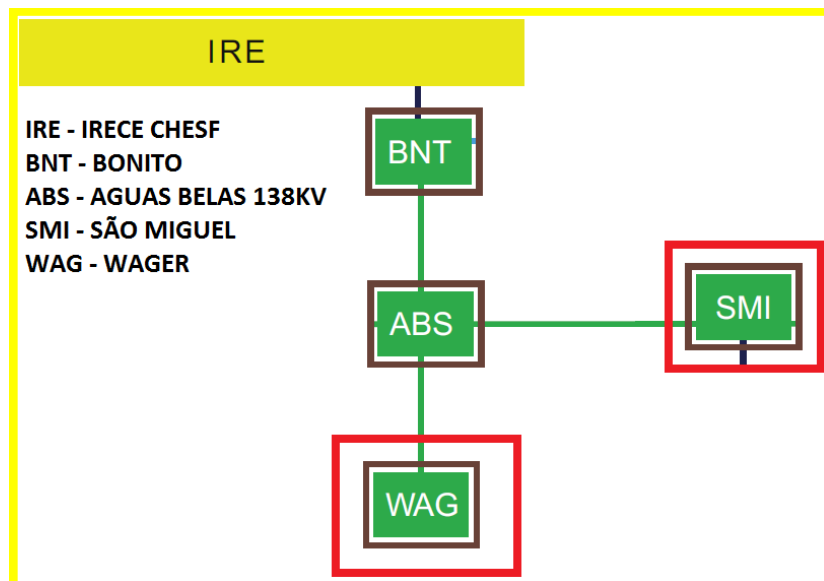 IRE
IRE - IRECE CHESF
BNT - BONITO
ABS - AGUAS BELAS 138KV
SMI - SÃO MIGUEL
WAG - WAGER
BNT
ABS
SMI
WAG